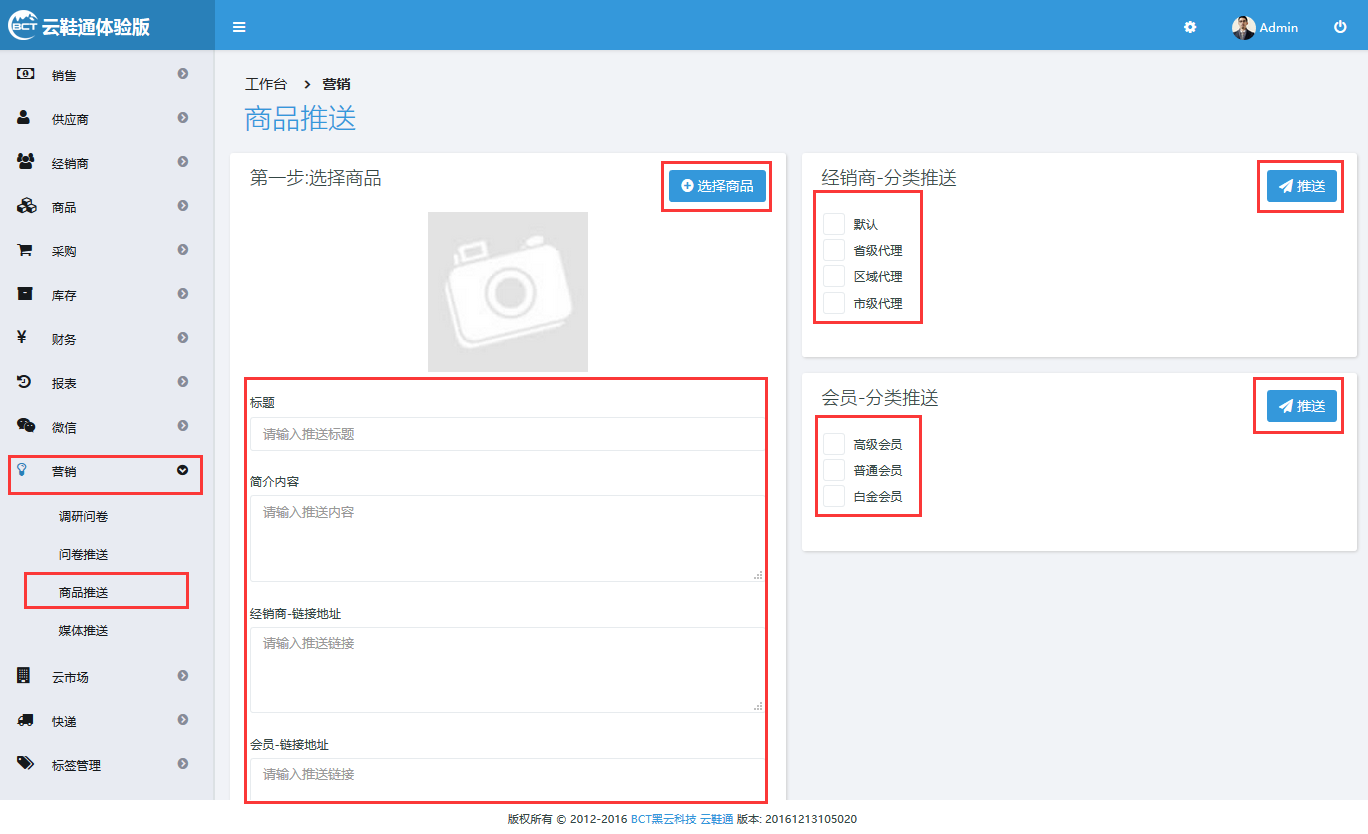 BCT 云鞋通体验版
Admin
销售
供应商
经销商
商品
采购
库存
财务
报表
微信
营销
调研问卷
问卷推送
商品推送
媒体推送
云市场
快递
标签管理
工作台 > 营销
商品推送
第一步:选择商品
选择商品
标题
请输入推送标题
简介内容
请输入推送内容
经销商-链接地址
请输入推送链接
会员-链接地址
请输入推送链接
经销商-分类推送
推送
默认
省级代理
区域代理
市级代理
会员-分类推送
推送
高级会员
普通会员
白金会员
版权所有 © 2012-2016 BCT黑云科技 云鞋通 版本: 20161213105020